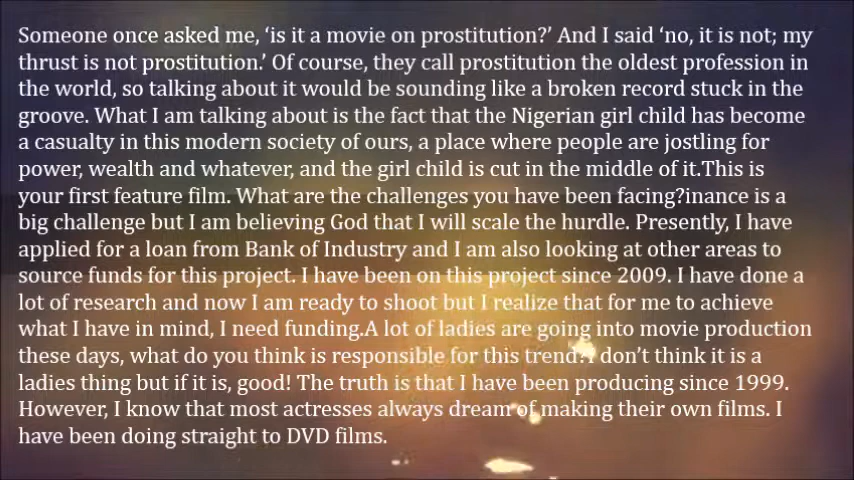 Someone once asked me, ‘is it a movie on prostitution?’ And I said ‘no, it is not; my
thrust is not prostitution.’ Of course, they call prostitution the oldest profession in
the world, so talking about it would be sounding like a broken record stuck in the
groove. What I am talking about is the fact that the Nigerian girl child has become
a casualty in this modern society of ours, a place where people are jostling for
power, wealth and whatever, and the girl child is cut in the middle of it.This is
your first feature film. What are the challenges you have been facing?inance is a
big challenge but I am believing God that I will scale the hurdle. Presently, I have
applied for a loan from Bank of Industry and I am also looking at other areas to
source funds for this project. I have been on this project since 2009. I have done a
lot of research and now I am ready to shoot but I realize that for me to achieve
what I have in mind, I need funding.A lot of ladies are going into movie production
these days, what do you think is responsible for this trend?I don’t think it is a
ladies thing but if it is, good! The truth is that I have been producing since 1999.
However, I know that most actresses always dream of making their own films. I
have been doing straight to DVD films.